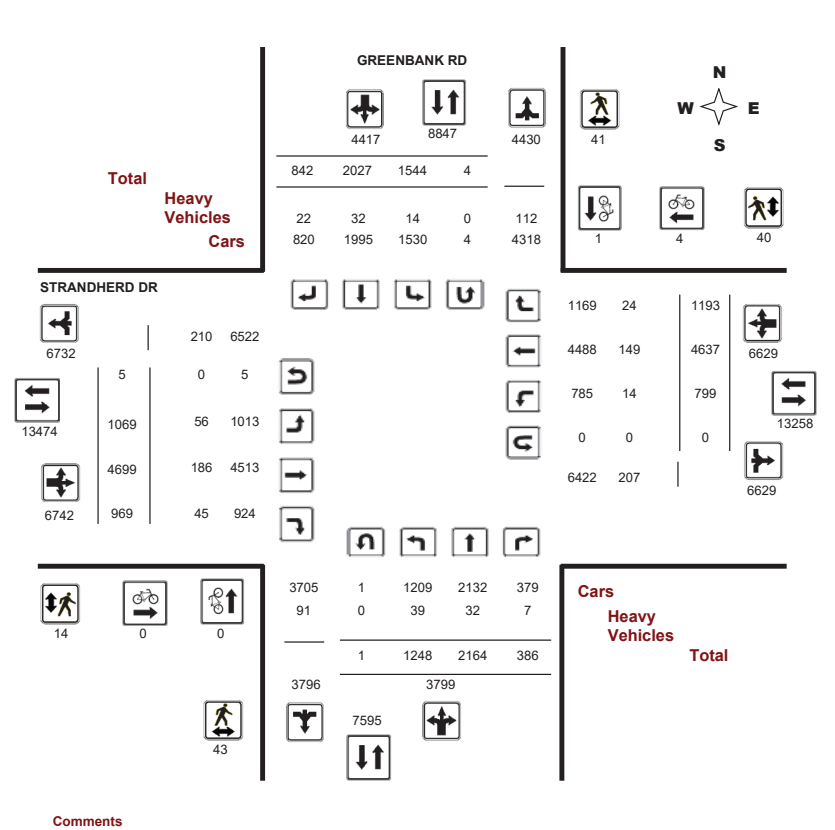 GREENBANK RD
N
W E
S
4417 8847 4430 41
Total 842 2027 1544 4
Heavy
Vehicles 22 32 14 0 112
Cars 820 1995 1530 4 4318
1 4 40
STRANDHERD DR
1169 24 1193
6732 210 6522
4488 149 4637 6629
5 0 5
785 14 799
13474 1069 56 1013 13258
0 0 0
4699 186 4513
6422 207 6629
6742 969 45 924
3705 1 1209 2132 379 Cars
91 0 39 32 7 Heavy
Vehicles
14 0 0
1 1248 2164 386 Total
3796 3799
7595
43
Comments